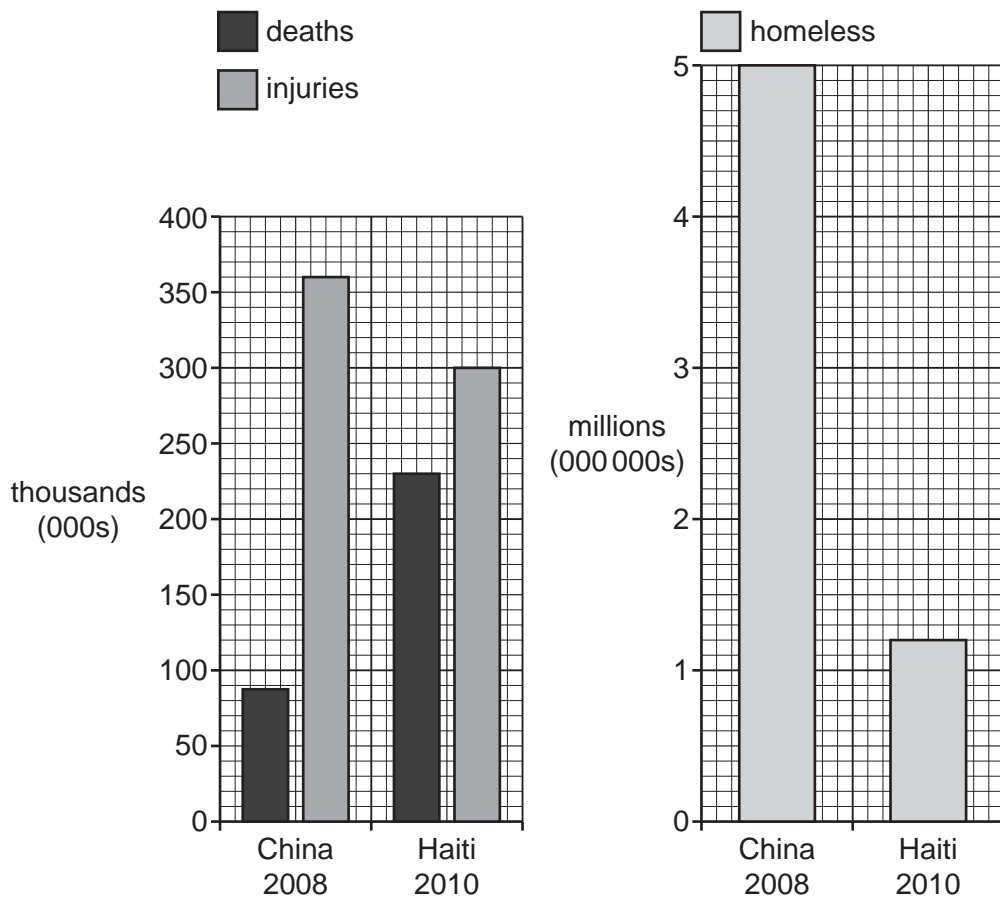 deaths
injuries
400
350
300
250
200
150
100
50
0
thousands
(000s)
China
2008
Haiti
2010
homeless
5
4
3
2
1
0
millions
(000 000s)
China
2008
Haiti
2010